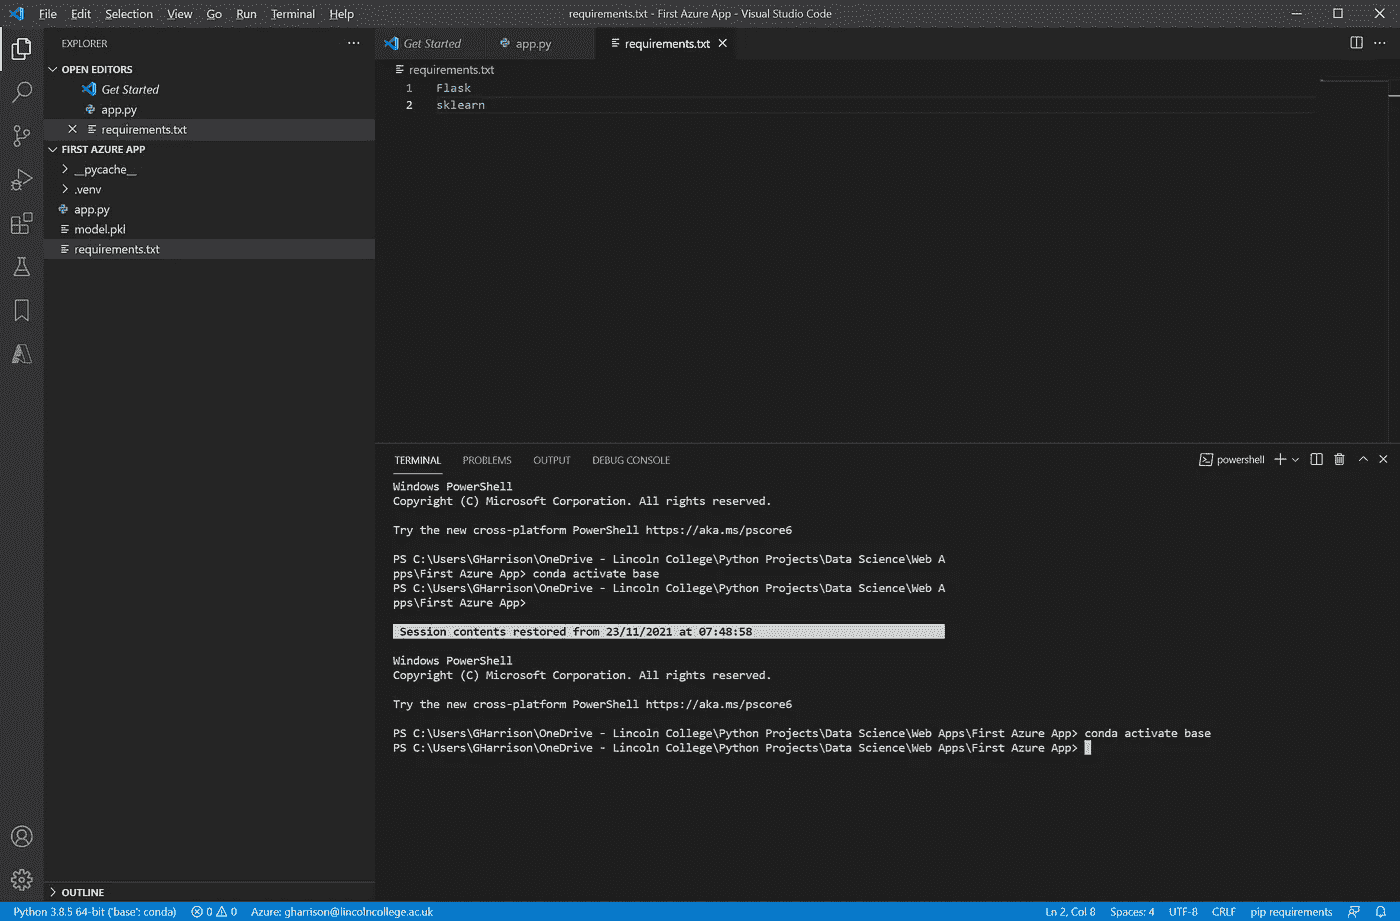 File Edit Selection View Go Run Terminal Help
requirements.txt - First Azure App - Visual Studio Code
EXPLORER
OPEN EDITORS
Get Started
app.py
requirements.txt
FIRST AZURE APP
__pycache__
.venv
app.py
model.pkl
requirements.txt
OUTLINE
Get Started app.py requirements.txt
requirements.txt
1 Flask
2 sklearn
TERMINAL PROBLEMS OUTPUT DEBUG CONSOLE
powershell
Windows PowerShell
Copyright (C) Microsoft Corporation. All rights reserved.
Try the new cross-platform PowerShell https://aka.ms/pscore6
PS C:\Users\GHarrison\OneDrive - Lincoln College\Python Projects\Data Science\Web A
pps\First Azure App> conda activate base
PS C:\Users\GHarrison\OneDrive - Lincoln College\Python Projects\Data Science\Web A
pps\First Azure App>
Session contents restored from 23/11/2021 at 07:48:58
Windows PowerShell
Copyright (C) Microsoft Corporation. All rights reserved.
Try the new cross-platform PowerShell https://aka.ms/pscore6
PS C:\Users\GHarrison\OneDrive - Lincoln College\Python Projects\Data Science\Web Apps\First Azure App> conda activate base
PS C:\Users\GHarrison\OneDrive - Lincoln College\Python Projects\Data Science\Web Apps\First Azure App>
Python 3.8.5 64-bit ('base': conda) 0 0 Azure: gharrison@lincolncollege.ac.uk
Ln 2, Col 8 Spaces: 4 UTF-8 CRLF pip requirements